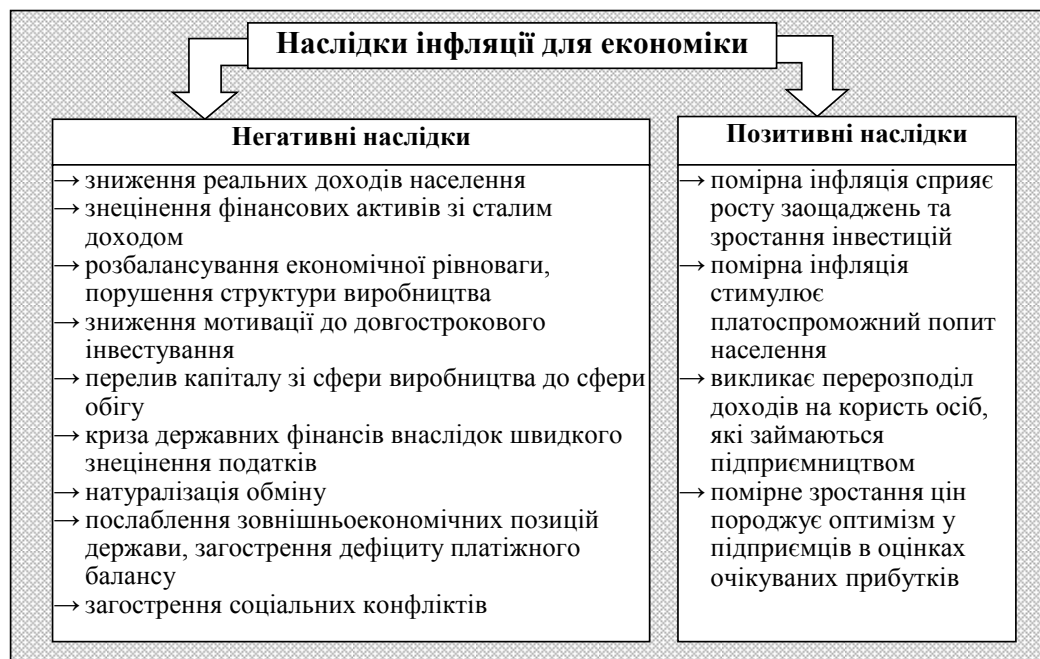 Наслідки інфляції для економіки
Негативні наслідки
→ зниження реальних доходів населення
→ знецінення фінансових активів зі сталим
доходом
→ розбалансування економічної рівноваги,
порушення структури виробництва
→ зниження мотивації до довгострокового
інвестування
→ перелив капіталу зі сфери виробництва до сфери
обігу
→ криза державних фінансів внаслідок швидкого
знецінення податків
→ натуралізація обміну
→ послаблення зовнішньоекономічних позицій
держави, загострення дефіциту платіжного
балансу
→ загострення соціальних конфліктів
Позитивні наслідки
→ помірна інфляція сприяє
росту заощаджень та
зростання інвестицій
→ помірна інфляція
стимулює
платоспроможний попит
населення
→ викликає перерозподіл
доходів на користь осіб,
які займаються
підприємництвом
→ помірне зростання цін
породжує оптимізм у
підприємців в оцінках
очікуваних прибутків